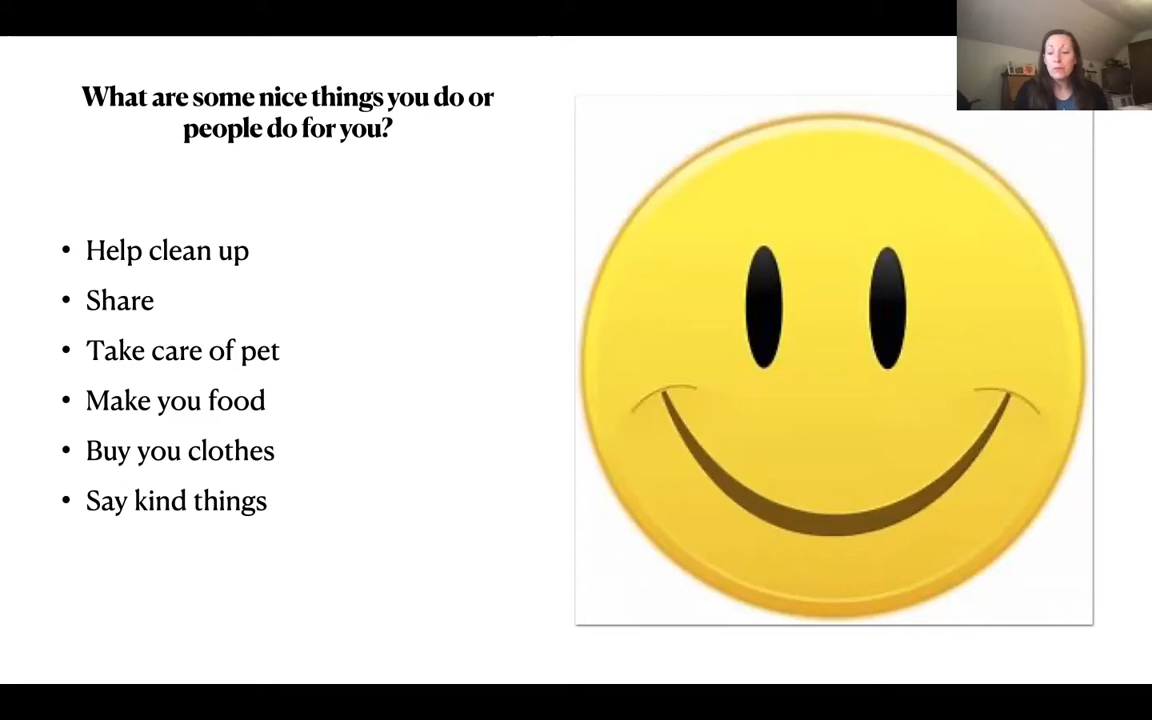 What are some nice things you do or
people do for you?
• Help clean up
• Share
• Take care of pet
• Make you food
• Buy you clothes
• Say kind things